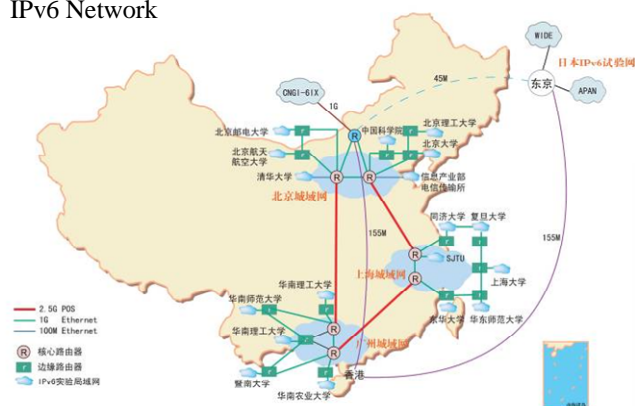 IPv6 Network
WIDE
日本IPv6试验网
东京
APAN
45M
CNGI-6IX
1G
R
中国科学院
北京理工大学
北京邮电大学
北京大学
北京航天
航空大学
清华大学
R
R
信息产业部
电信传输所
北京城域网
155M
155M
同济大学
复旦大学
R
SJTU
上海城域网
R
上海大学
东华大学
华东师范大学
华南理工大学
华南师范大学
华南理工大学
R
广州城域网
R
香港
暨南大学
华南农业大学
2.5G POS
1G Ethernet
100M Ethernet
R 核心路由器
r 边缘路由器
IPv6实验局域网